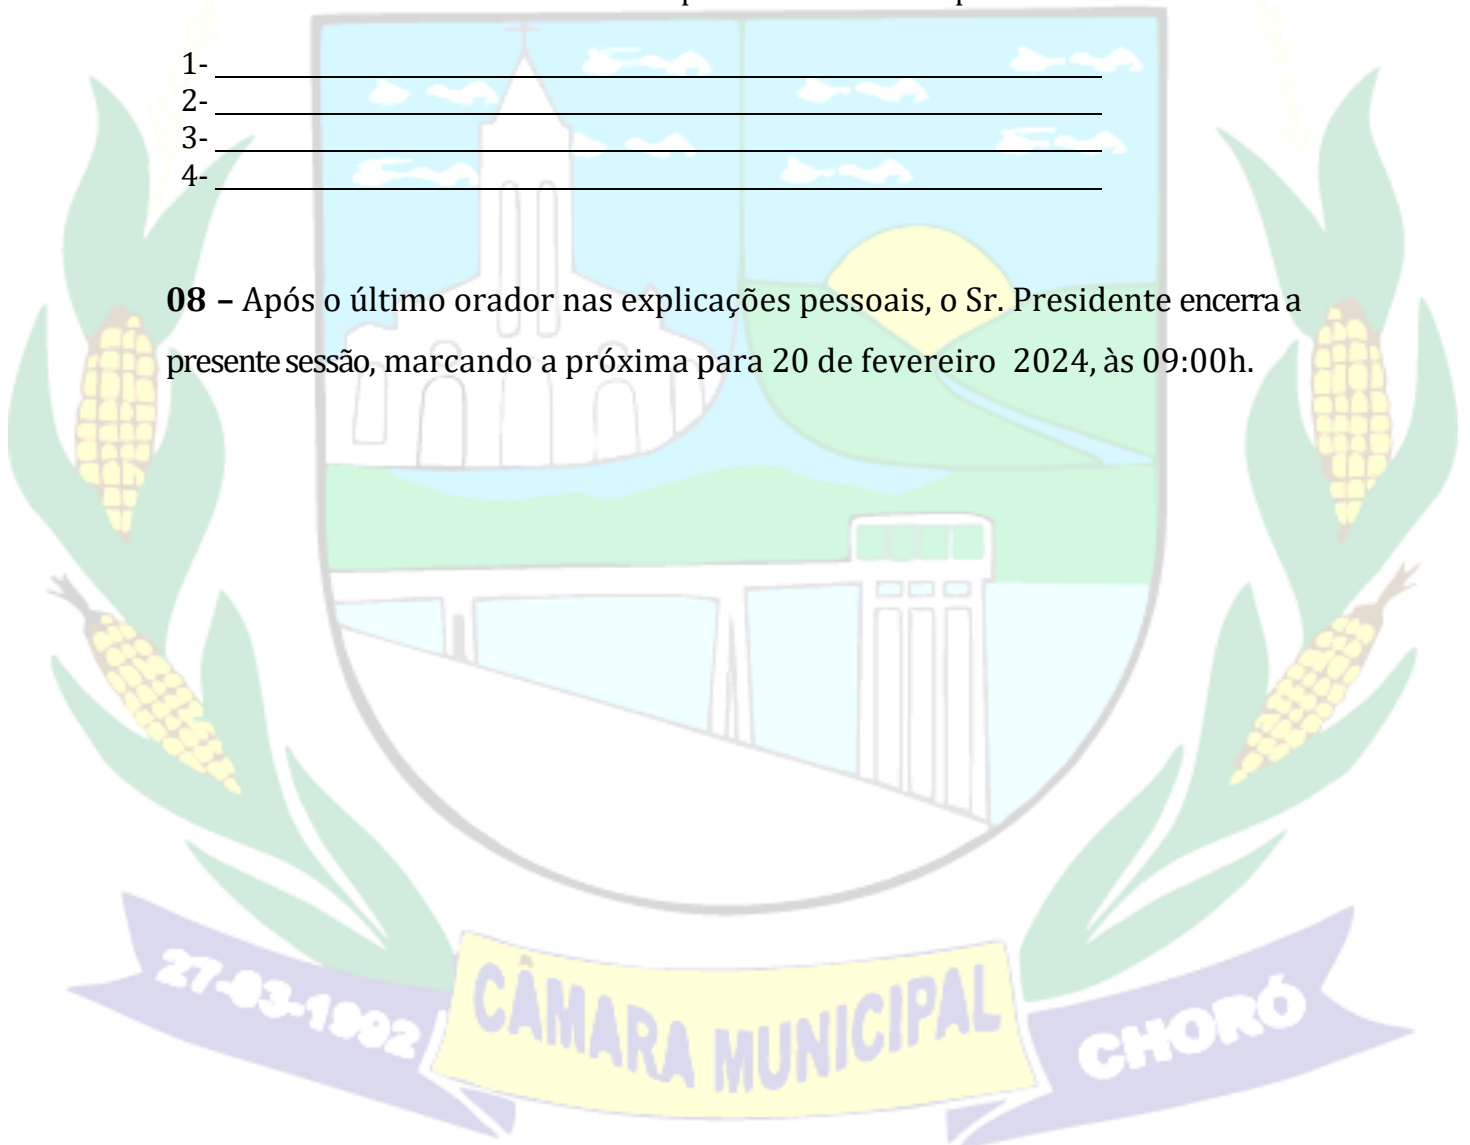 1-
2-
3-
4-
08 – Após o último orador nas explicações pessoais, o Sr. Presidente encerra a
presente sessão, marcando a próxima para 20 de fevereiro 2024, às 09:00h.
27-03-1992
CÂMARA MUNICIPAL
CHORÓ